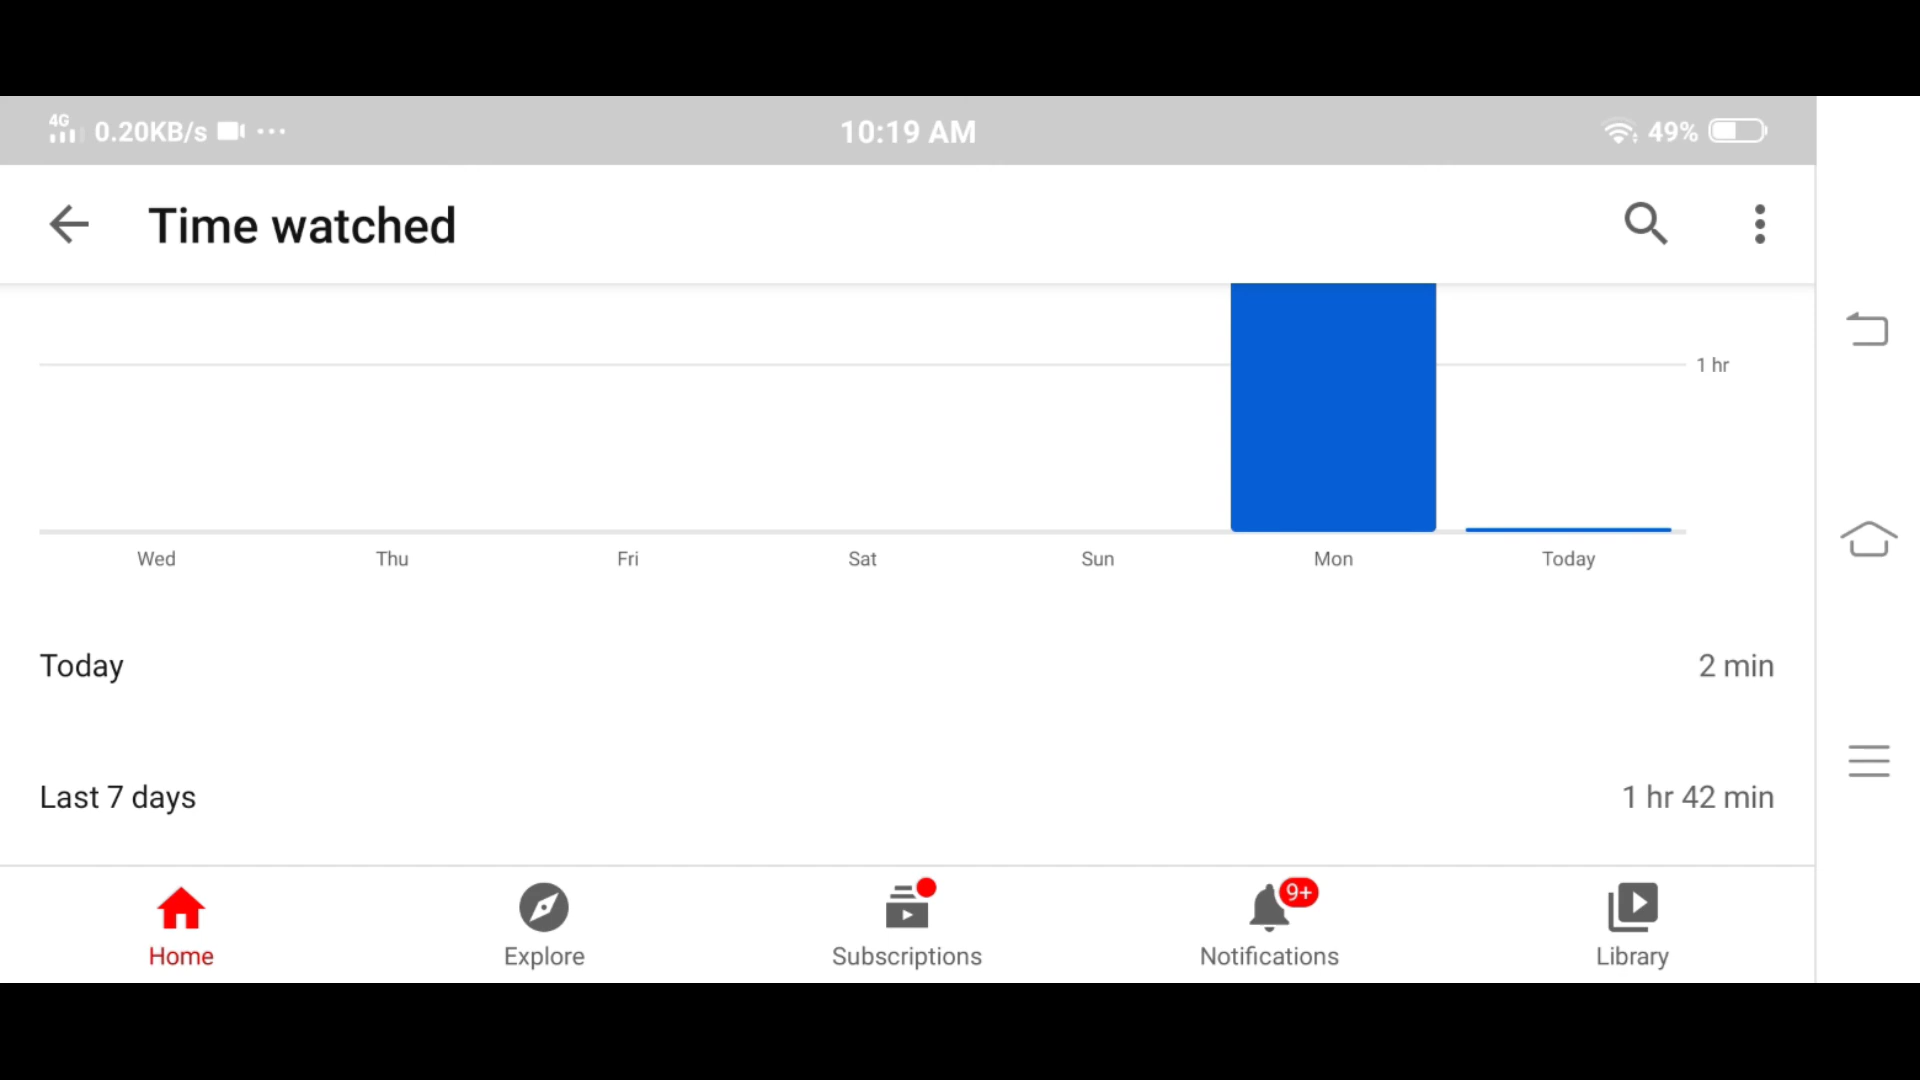 4G 0.20KB/s ... 10:19 AM 49%
Time watched
1 hr
Wed Thu Fri Sat Sun Mon Today
Today 2 min
Last 7 days 1 hr 42 min
9+
Home Explore Subscriptions Notifications Library